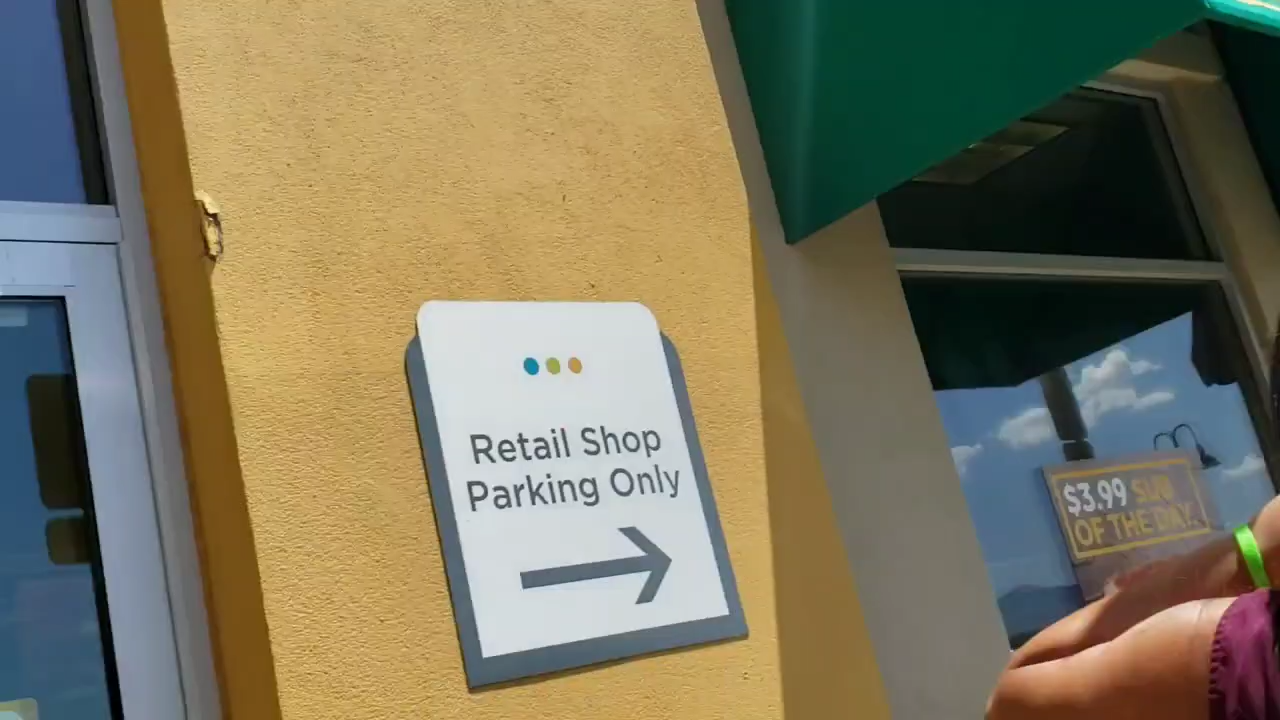 Retail Shop
Parking Only
$3.99 SUB
OF THE DAY.